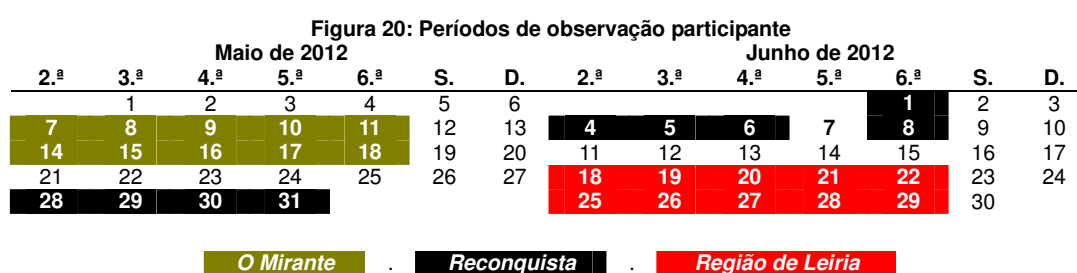 Figura 20: Períodos de observação participante
Maio de 2012 Junho de 2012
2.ª 3.ª 4.ª 5.ª 6.ª S. D. 2.ª 3.ª 4.ª 5.ª 6.ª S. D.
1 2 3 4 5 6 1 2 3
7 8 9 10 11 12 13 4 5 6 7 8 9 10
14 15 16 17 18 19 20 11 12 13 14 15 16 17
21 22 23 24 25 26 27 18 19 20 21 22 23 24
28 29 30 31 25 26 27 28 29 30
O Mirante . Reconquista . Região de Leiria